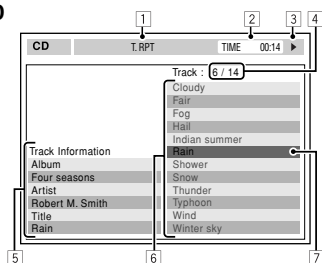 1 2 3 4
CD T. RPT TIME 00:14
Track : 6 / 14
Cloudy
Fair
Fog
Hail
Indian summer
Track Information Rain
Album Shower
Four seasons Snow
Artist Thunder
Robert M. Smith Typhoon
Title Wind
Rain Winter sky
5 6 7